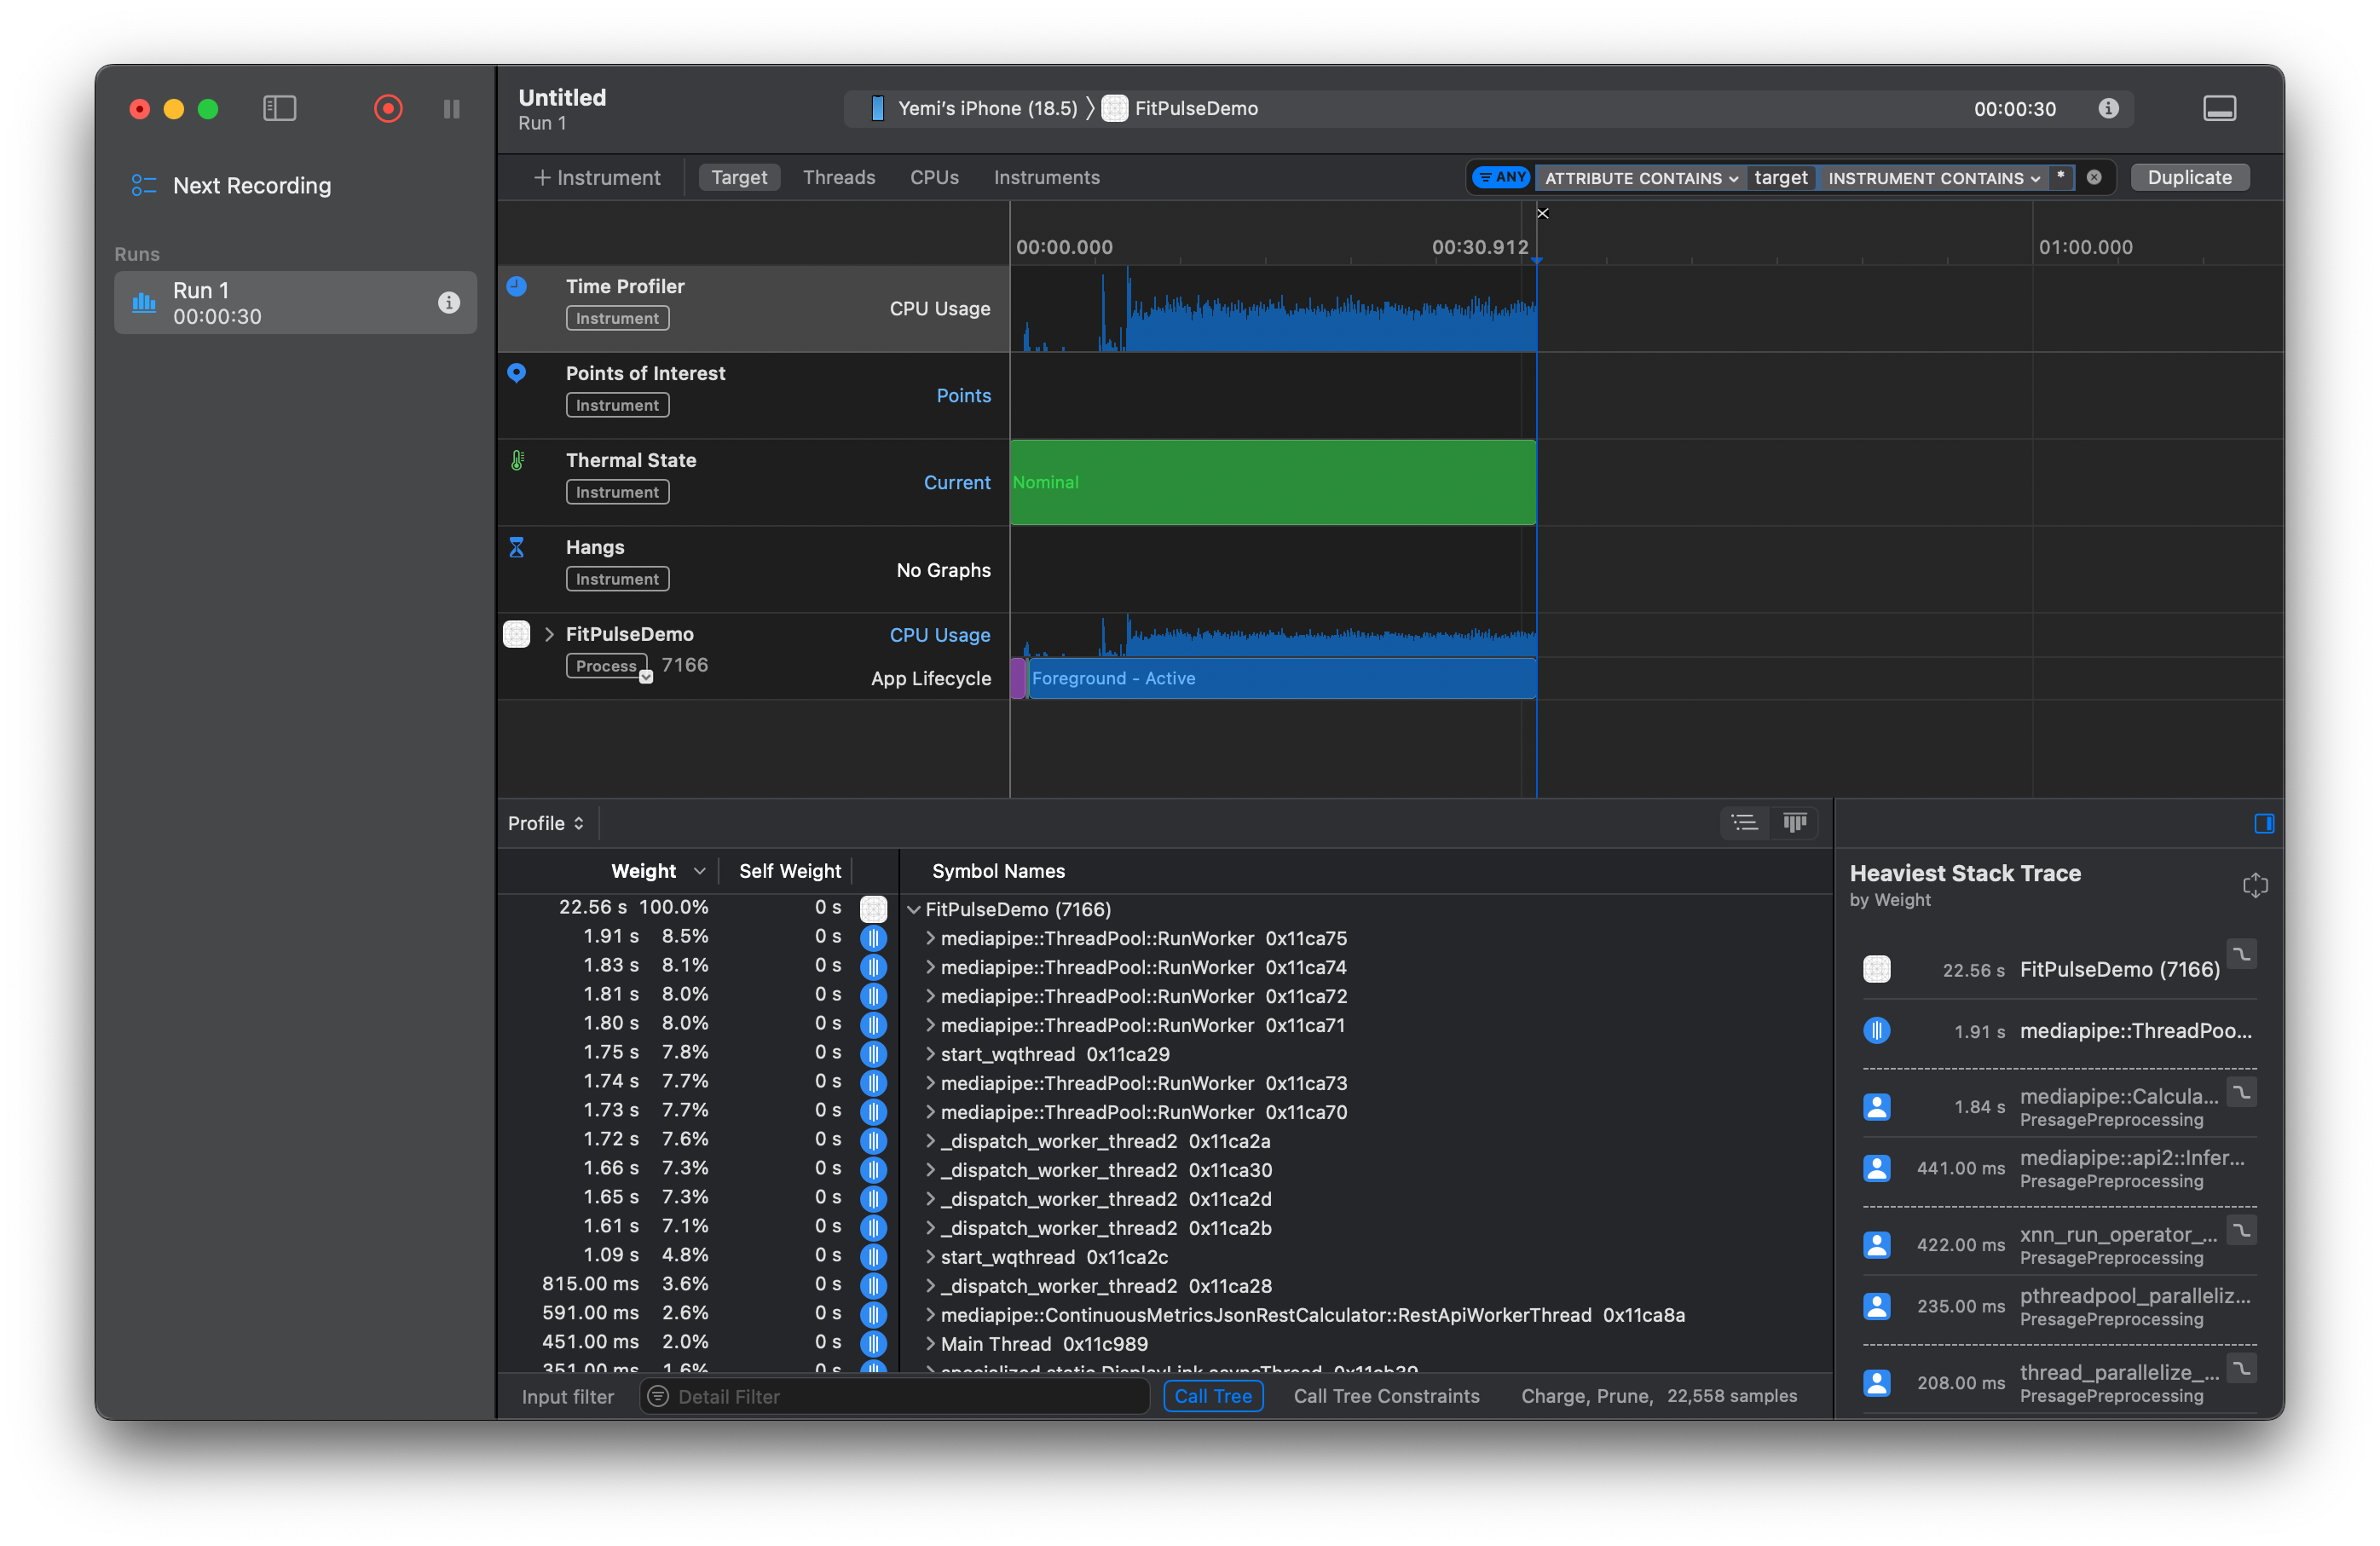 Untitled
Run 1
Yemi's iPhone (18.5) 〉 FitPulseDemo
00:00:30
Next Recording
Runs
Run 1
00:00:30
+ Instrument
Target
Threads
CPUs
Instruments
ANY
ATTRIBUTE CONTAINS
target
INSTRUMENT CONTAINS
*
Duplicate
00:00.000
00:30.912
01:00.000
Time Profiler
Instrument
CPU Usage
Points of Interest
Instrument
Points
Thermal State
Instrument
Current
Nominal
Hangs
Instrument
No Graphs
FitPulseDemo
Process 7166
CPU Usage
App Lifecycle
Foreground - Active
Profile
Weight Self Weight Symbol Names
22.56 s 100.0% 0 s FitPulseDemo (7166)
1.91 s 8.5% 0 s mediapipe::ThreadPool::RunWorker 0x11ca75
1.83 s 8.1% 0 s mediapipe::ThreadPool::RunWorker 0x11ca74
1.81 s 8.0% 0 s mediapipe::ThreadPool::RunWorker 0x11ca72
1.80 s 8.0% 0 s mediapipe::ThreadPool::RunWorker 0x11ca71
1.75 s 7.8% 0 s start_wqthread 0x11ca29
1.74 s 7.7% 0 s mediapipe::ThreadPool::RunWorker 0x11ca73
1.73 s 7.7% 0 s mediapipe::ThreadPool::RunWorker 0x11ca70
1.72 s 7.6% 0 s _dispatch_worker_thread2 0x11ca2a
1.66 s 7.3% 0 s _dispatch_worker_thread2 0x11ca30
1.65 s 7.3% 0 s _dispatch_worker_thread2 0x11ca2d
1.61 s 7.1% 0 s _dispatch_worker_thread2 0x11ca2b
1.09 s 4.8% 0 s start_wqthread 0x11ca2c
815.00 ms 3.6% 0 s _dispatch_worker_thread2 0x11ca28
591.00 ms 2.6% 0 s mediapipe::ContinuousMetricsJsonRestCalculator::RestApiWorkerThread 0x11ca8a
451.00 ms 2.0% 0 s Main Thread 0x11c989
351.00 ms 1.6% 0 s specialized static DisplayLink.asyncThread 0x11cb39
Input filter
Detail Filter
Call Tree
Call Tree Constraints
Charge, Prune, 22,558 samples
Heaviest Stack Trace
by Weight
22.56 s FitPulseDemo (7166)
1.91 s mediapipe::ThreadPoo...
1.84 s mediapipe::Calcula...
PresagePreprocessing
441.00 ms mediapipe::api2::Infer...
PresagePreprocessing
422.00 ms xnn_run_operator_...
PresagePreprocessing
235.00 ms pthreadpool_paralleliz...
PresagePreprocessing
208.00 ms thread_parallelize_...
PresagePreprocessing